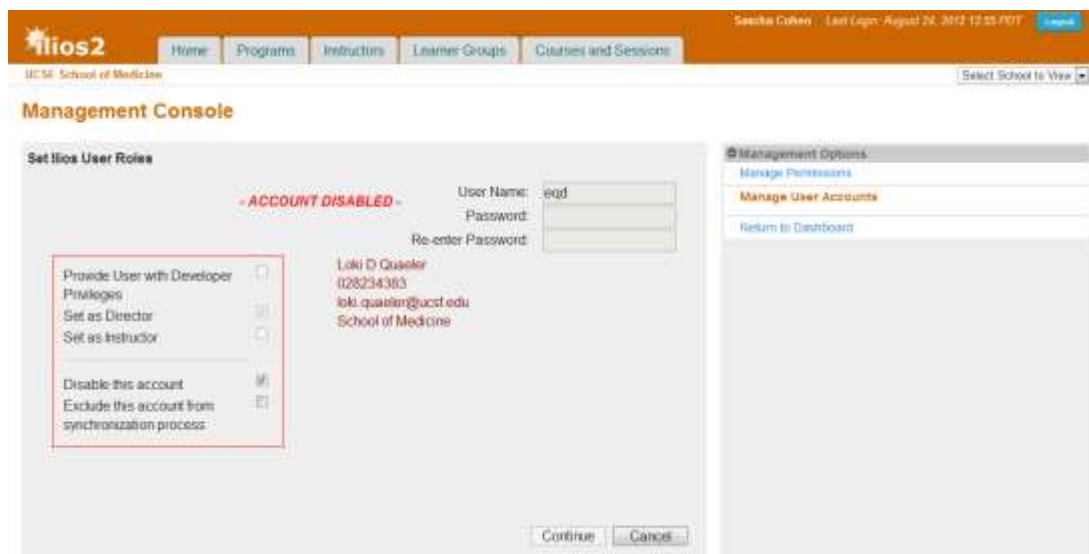 Sascha Cohen Last Login: August 24, 2012 12:55 PDT Logout
ilios2
Home Programs Instructors Learner Groups Courses and Sessions
UCSF School of Medicine Select School to View
Management Console
Set Ilios User Roles
Management Options
Manage Permissions
Manage User Accounts
Return to Dashboard
- ACCOUNT DISABLED -
User Name: eqd
Password:
Re-enter Password:
Provide User with Developer
Privileges
Set as Director
Set as Instructor
Disable this account
Exclude this account from
synchronization process
Loki D Quaeler
028234383
loki.quaeler@ucsf.edu
School of Medicine
Continue Cancel